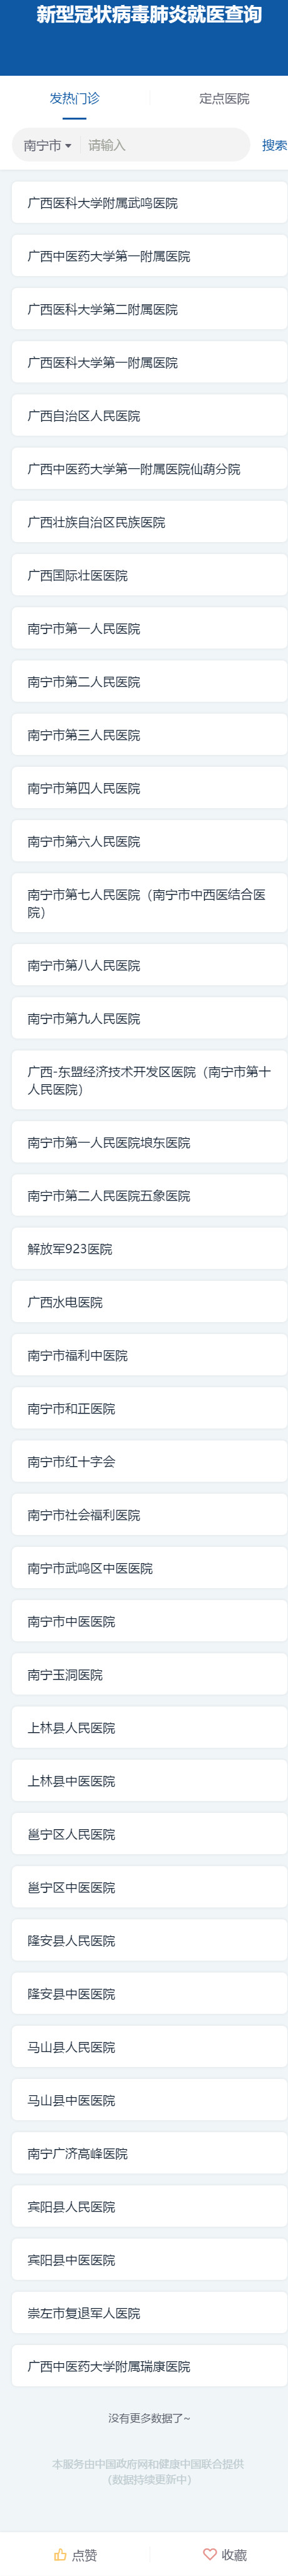 新型冠状病毒肺炎就医查询
发热门诊
定点医院
南宁市
请输入
搜索
广西医科大学附属武鸣医院
广西中医药大学第一附属医院
广西医科大学第二附属医院
广西医科大学第一附属医院
广西自治区人民医院
广西中医药大学第一附属医院仙葫分院
广西壮族自治区民族医院
广西国际壮医医院
南宁市第一人民医院
南宁市第二人民医院
南宁市第三人民医院
南宁市第四人民医院
南宁市第六人民医院
南宁市第七人民医院（南宁市中西医结合医
院）
南宁市第八人民医院
南宁市第九人民医院
广西-东盟经济技术开发区医院（南宁市第十
人民医院）
南宁市第一人民医院埌东医院
南宁市第二人民医院五象医院
解放军923医院
广西水电医院
南宁市福利中医院
南宁市和正医院
南宁市红十字会
南宁市社会福利医院
南宁市武鸣区中医医院
南宁市中医医院
南宁玉洞医院
上林县人民医院
上林县中医医院
邕宁区人民医院
邕宁区中医医院
隆安县人民医院
隆安县中医医院
马山县人民医院
马山县中医医院
南宁广济高峰医院
宾阳县人民医院
宾阳县中医医院
崇左市复退军人医院
广西中医药大学附属瑞康医院
没有更多数据了~
本服务由中国政府网和健康中国联合提供
（数据持续更新中）
点赞
收藏